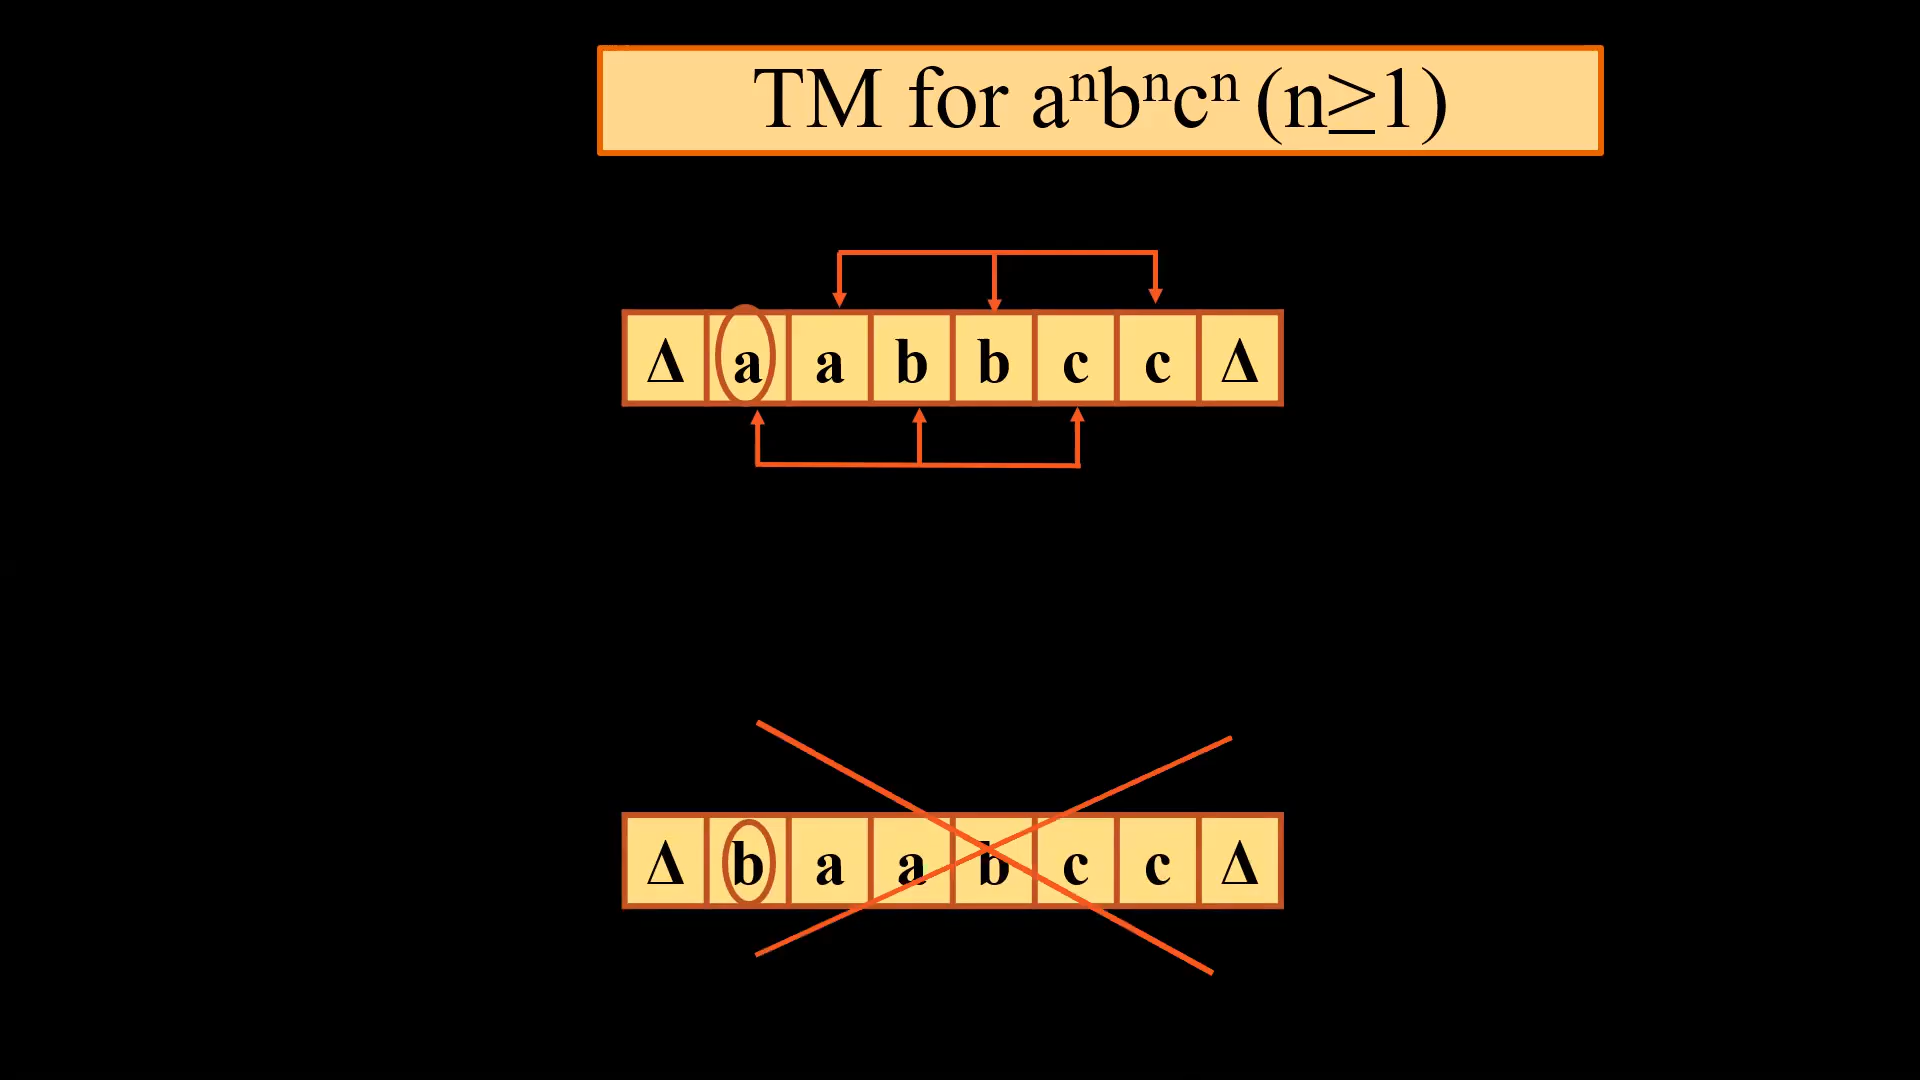 TM for aⁿbⁿcⁿ (n≥1)
Δ a a b b c c Δ
Δ b a a b c c Δ